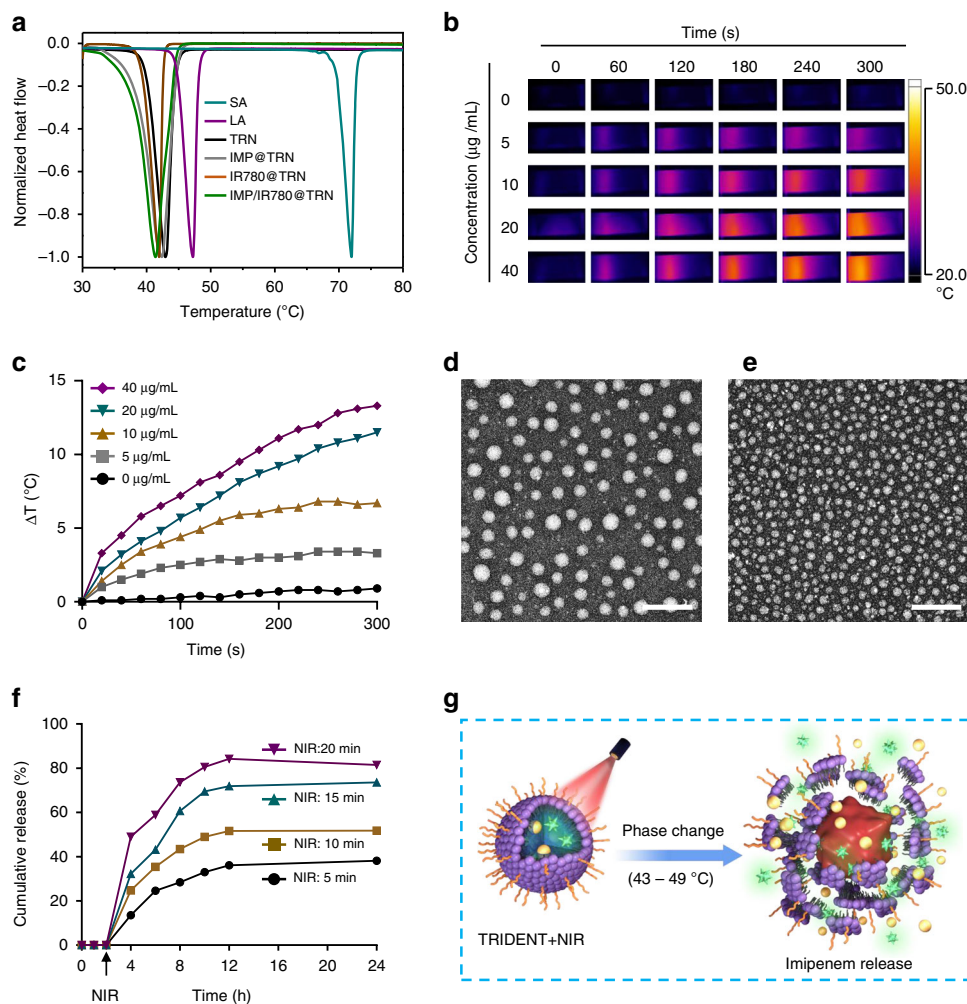 a
0.0
−0.2
−0.4
−0.6
−0.8
−1.0
Normalized heat flow
SA
LA
TRN
IMP@TRN
IR780@TRN
IMP/IR780@TRN
30 40 50 60 70 80
Temperature (°C)
b
Time (s)
0 60 120 180 240 300
Concentration (μg /mL)
0
5
10
20
40
50.0
20.0
°C
c
15
10
5
0
ΔT (°C)
40 μg/mL
20 μg/mL
10 μg/mL
5 μg/mL
0 μg/mL
0 100 200 300
Time (s)
d
e
f
100
80
60
40
20
0
Cumulative release (%)
NIR:20 min
NIR: 15 min
NIR: 10 min
NIR: 5 min
0 4 8 12 16 20 24
NIR
Time (h)
g
Phase change
(43 – 49 °C)
TRIDENT+NIR
Imipenem release